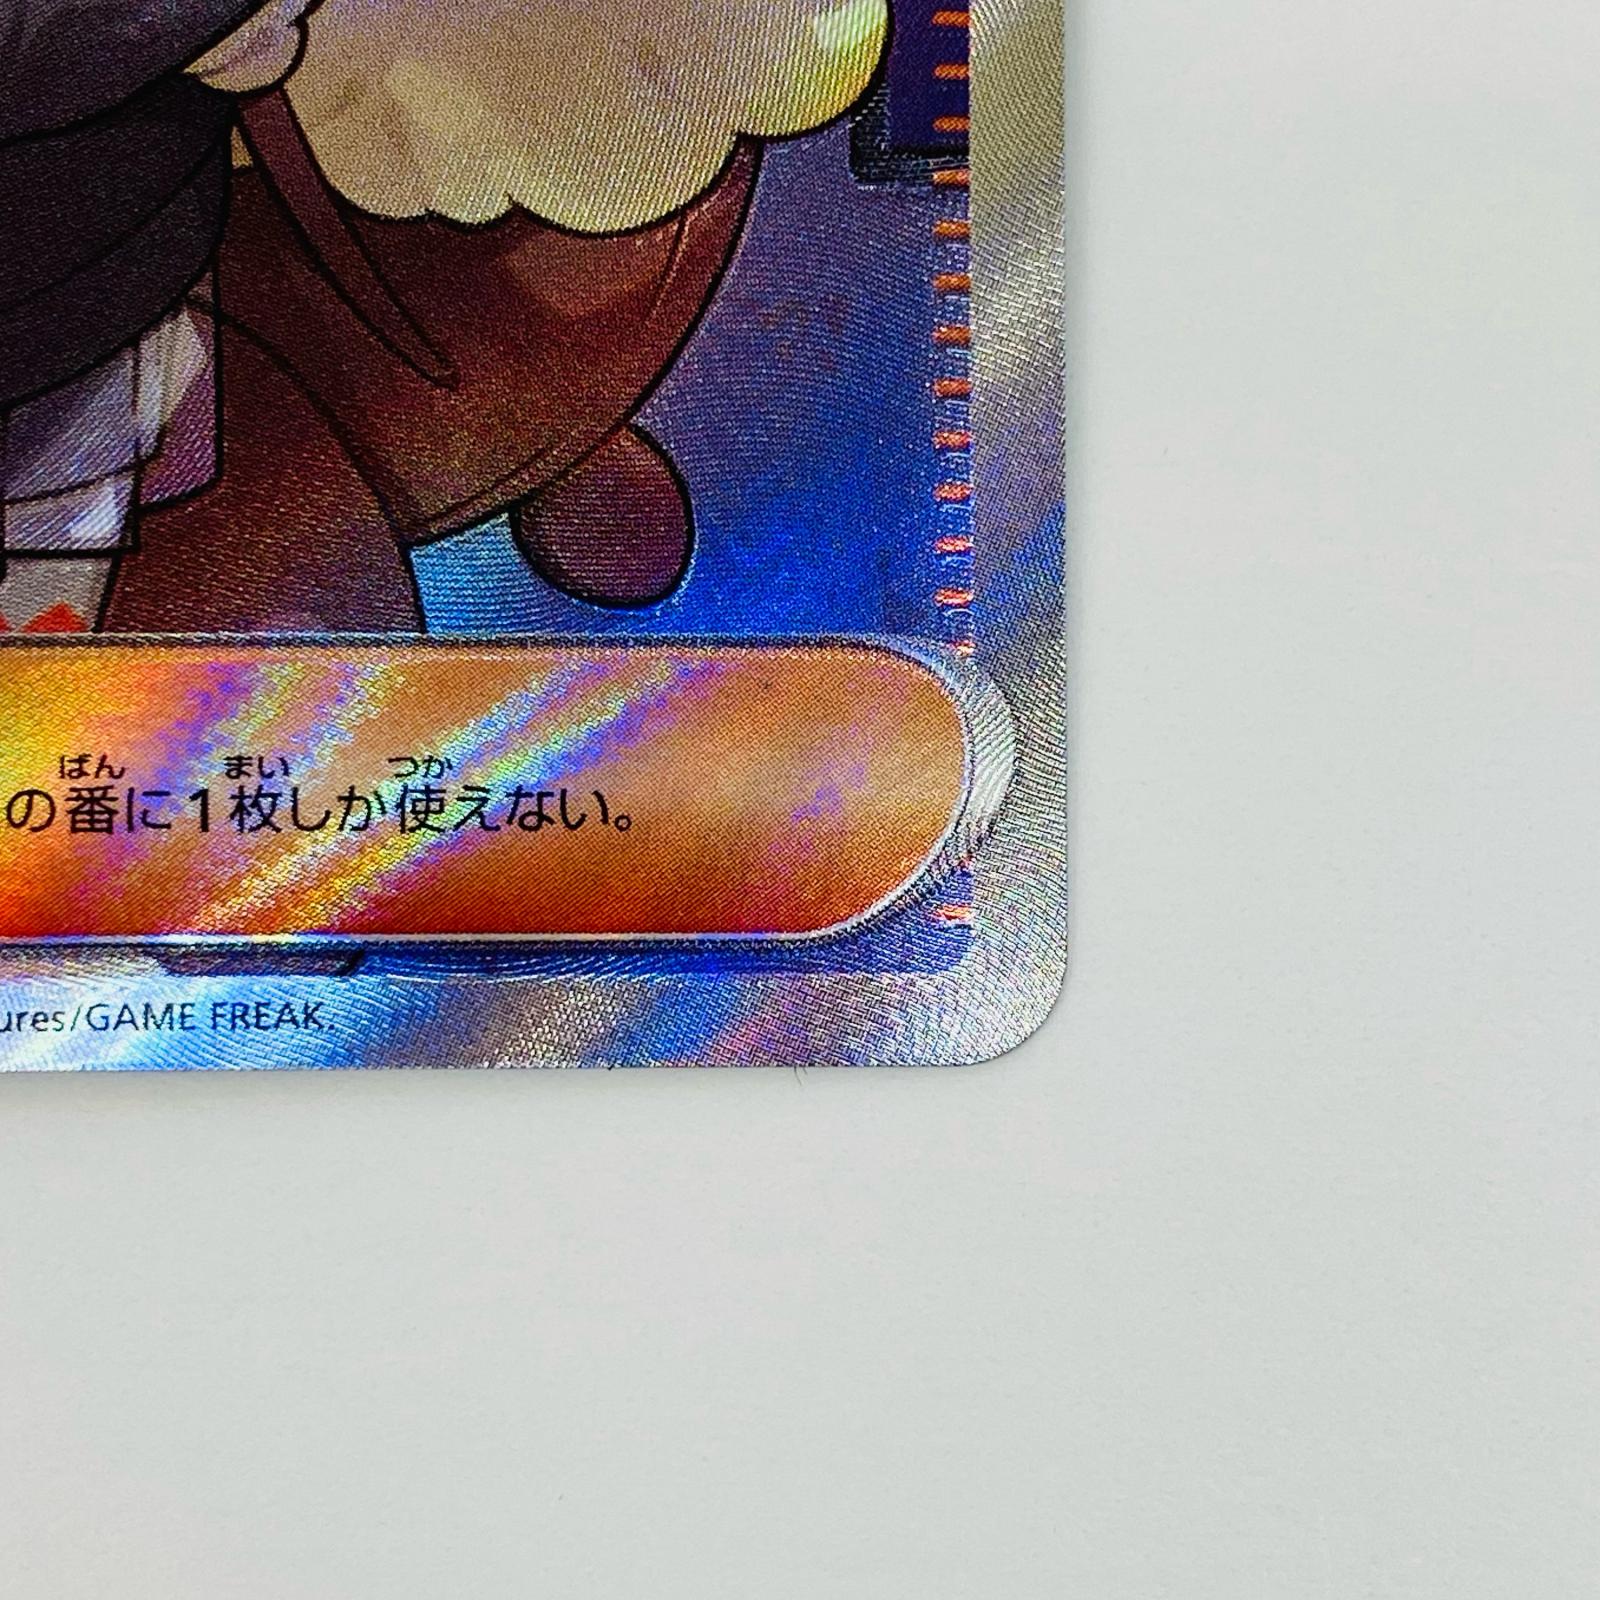 ばん まい つか
の番に1枚しか使えない。
ures/GAME FREAK.